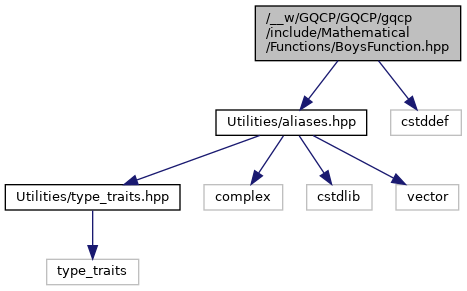 /__w/GQCP/GQCP/gqcp
/include/Mathematical
/Functions/BoysFunction.hpp
Utilities/aliases.hpp
cstddef
Utilities/type_traits.hpp
complex
cstdlib
vector
type_traits